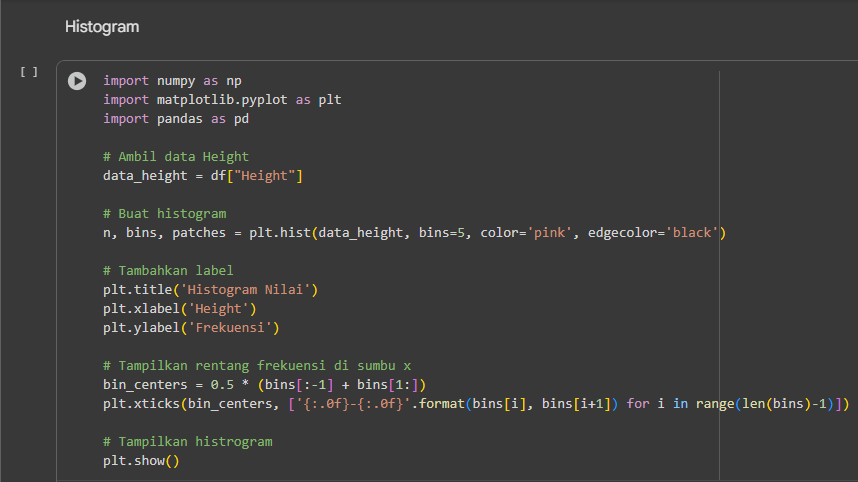 Histogram
[ ]
import numpy as np
import matplotlib.pyplot as plt
import pandas as pd
# Ambil data Height
data_height = df["Height"]
# Buat histogram
n, bins, patches = plt.hist(data_height, bins=5, color='pink', edgecolor='black')
# Tambahkan label
plt.title('Histogram Nilai')
plt.xlabel('Height')
plt.ylabel('Frekuensi')
# Tampilkan rentang frekuensi di sumbu x
bin_centers = 0.5 * (bins[:-1] + bins[1:])
plt.xticks(bin_centers, ['{:.0f}-{:.0f}'.format(bins[i], bins[i+1]) for i in range(len(bins)-1)])
# Tampilkan histrogram
plt.show()